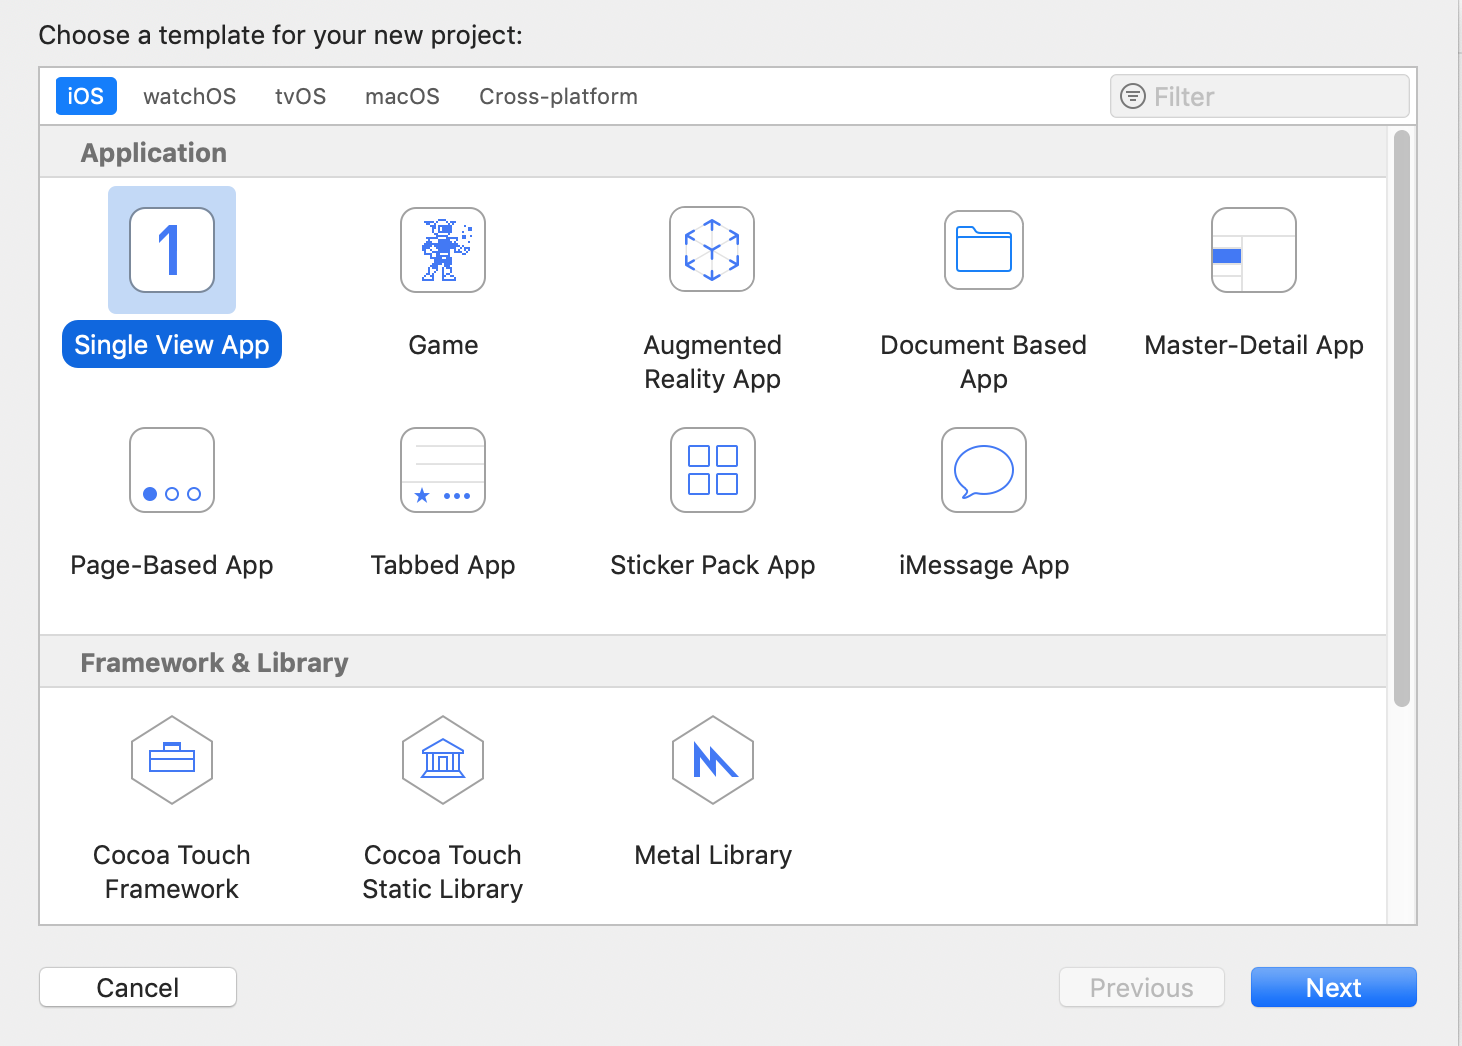 Choose a template for your new project:
iOS watchOS tvOS macOS Cross-platform Filter
Application
1
Single View App Game Augmented Reality App Document Based App Master-Detail App
Page-Based App Tabbed App Sticker Pack App iMessage App
Framework & Library
Cocoa Touch Framework Cocoa Touch Static Library Metal Library
Cancel Previous Next